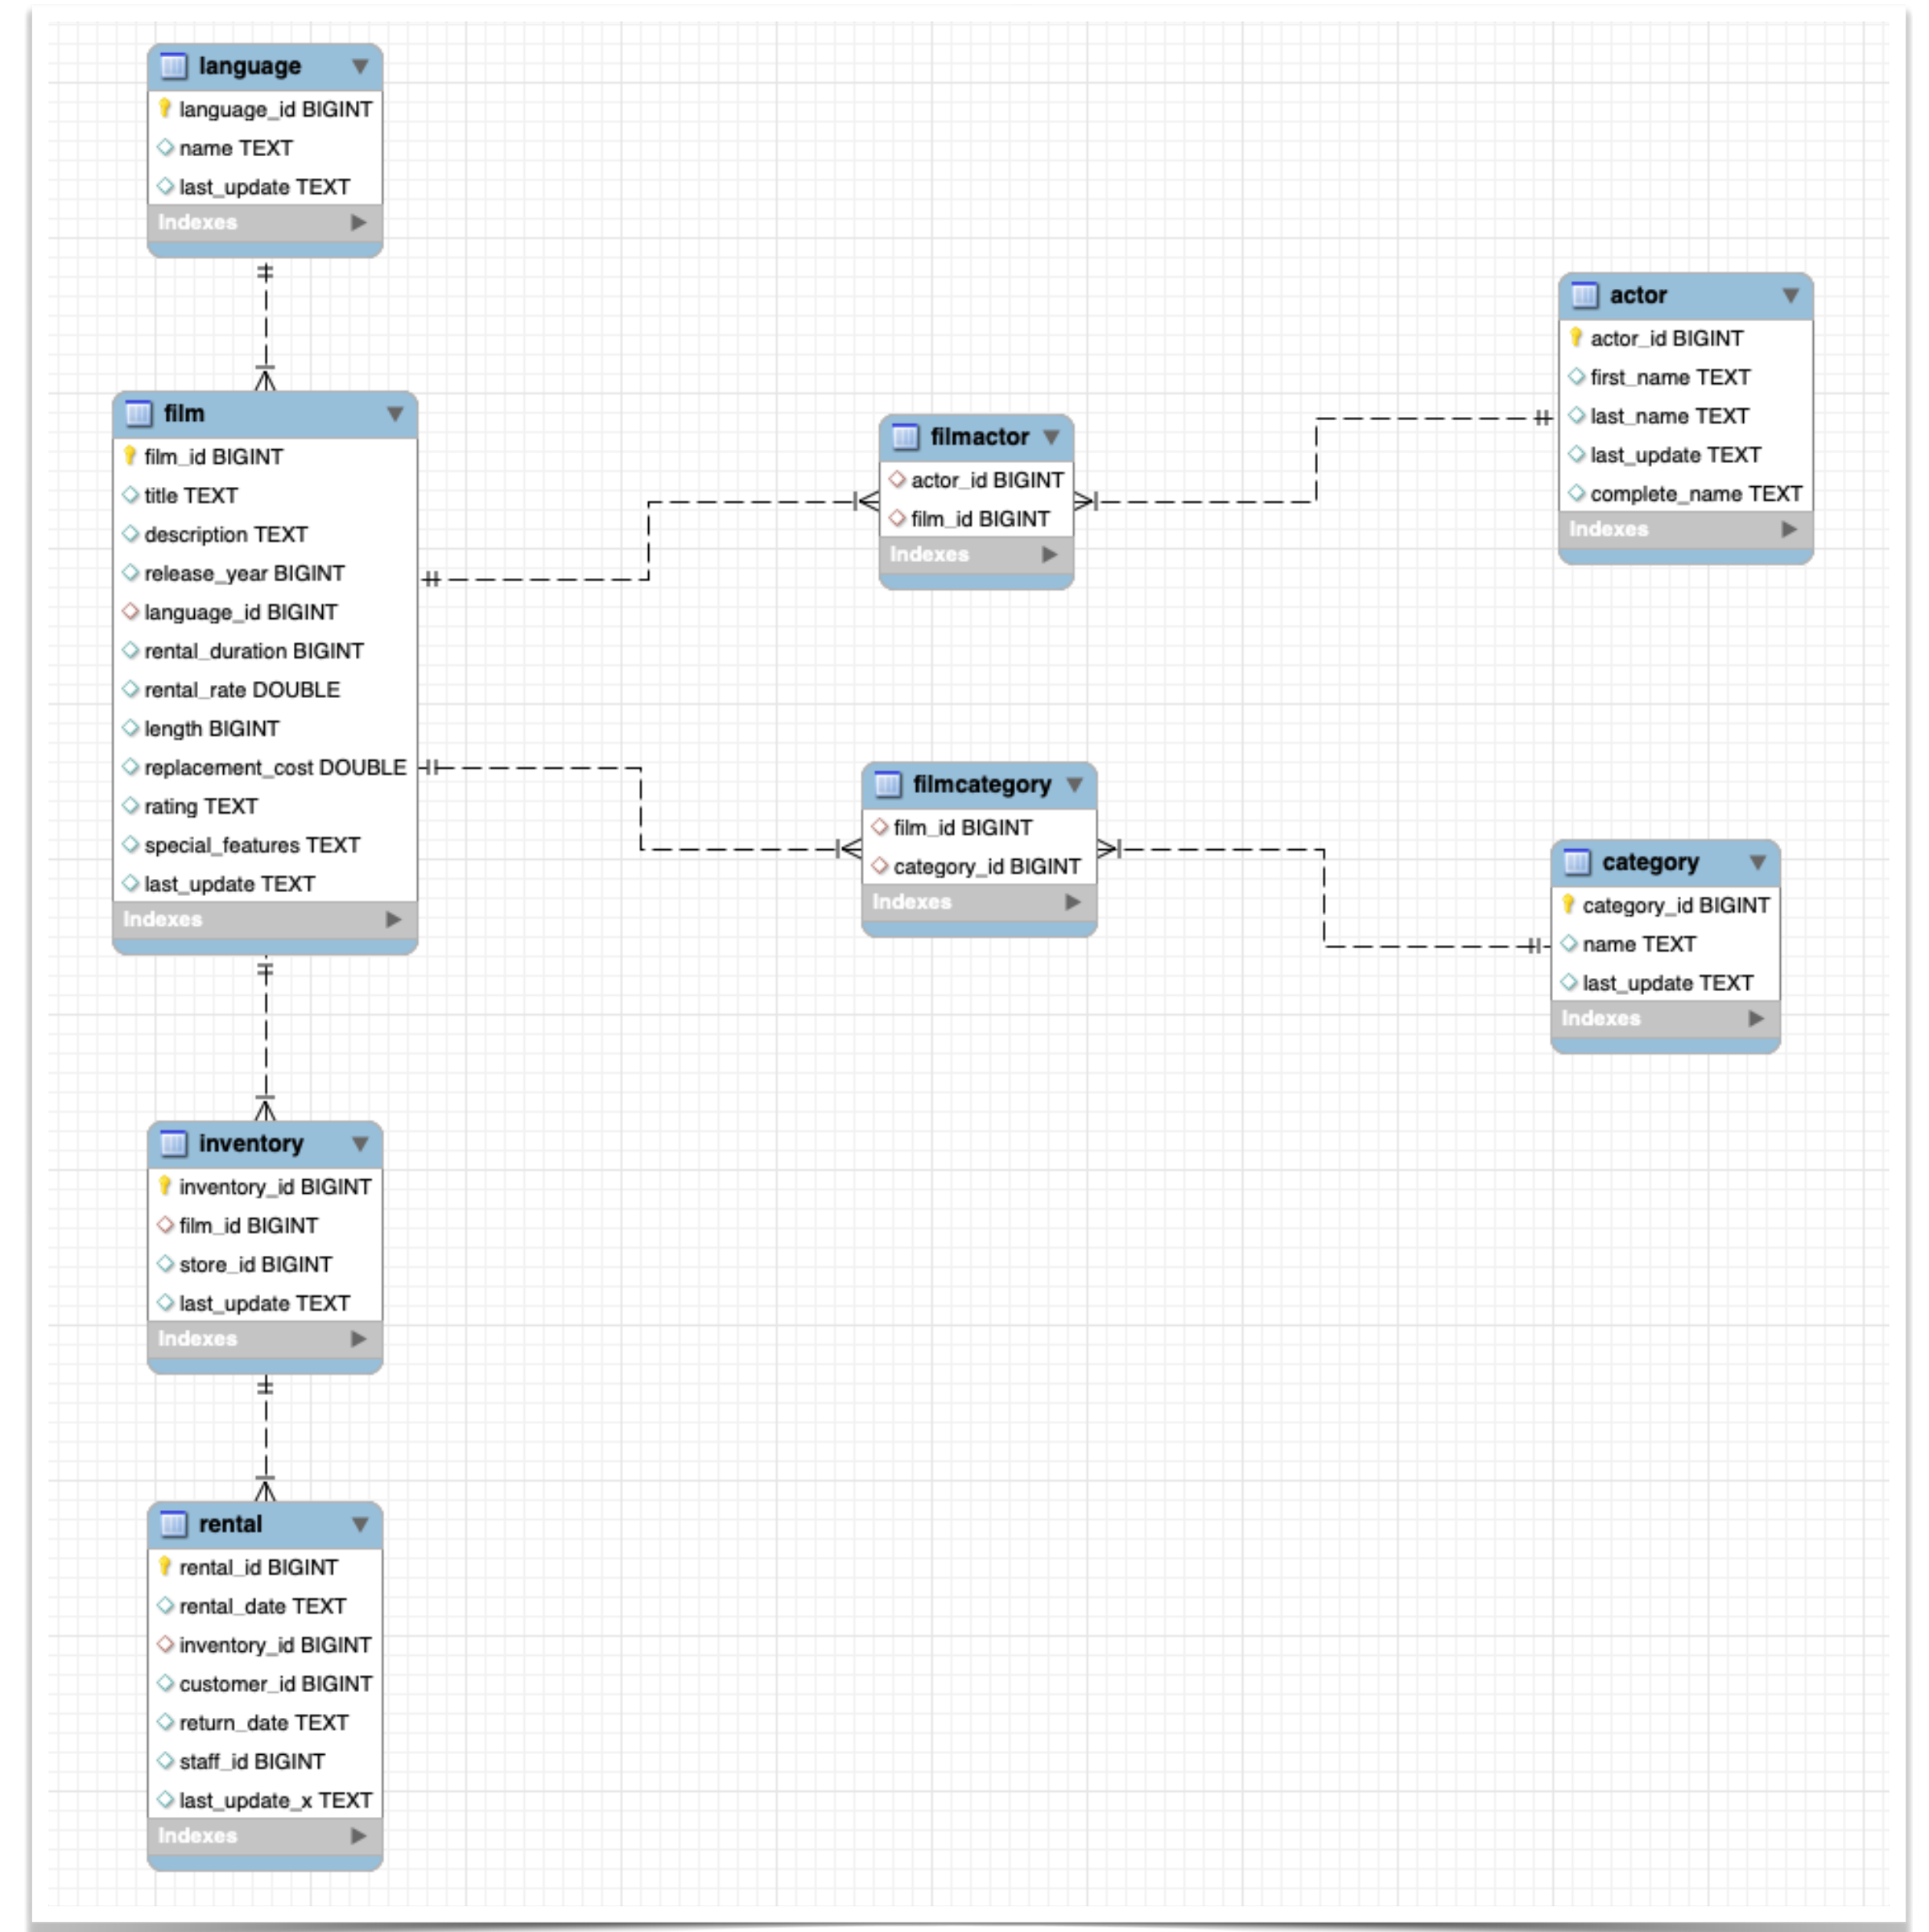 language
language_id BIGINT
name TEXT
last_update TEXT
Indexes
film
film_id BIGINT
title TEXT
description TEXT
release_year BIGINT
language_id BIGINT
rental_duration BIGINT
rental_rate DOUBLE
length BIGINT
replacement_cost DOUBLE
rating TEXT
special_features TEXT
last_update TEXT
Indexes
filmactor
actor_id BIGINT
film_id BIGINT
Indexes
actor
actor_id BIGINT
first_name TEXT
last_name TEXT
last_update TEXT
complete_name TEXT
Indexes
filmcategory
film_id BIGINT
category_id BIGINT
Indexes
category
category_id BIGINT
name TEXT
last_update TEXT
Indexes
inventory
inventory_id BIGINT
film_id BIGINT
store_id BIGINT
last_update TEXT
Indexes
rental
rental_id BIGINT
rental_date TEXT
inventory_id BIGINT
customer_id BIGINT
return_date TEXT
staff_id BIGINT
last_update_x TEXT
Indexes